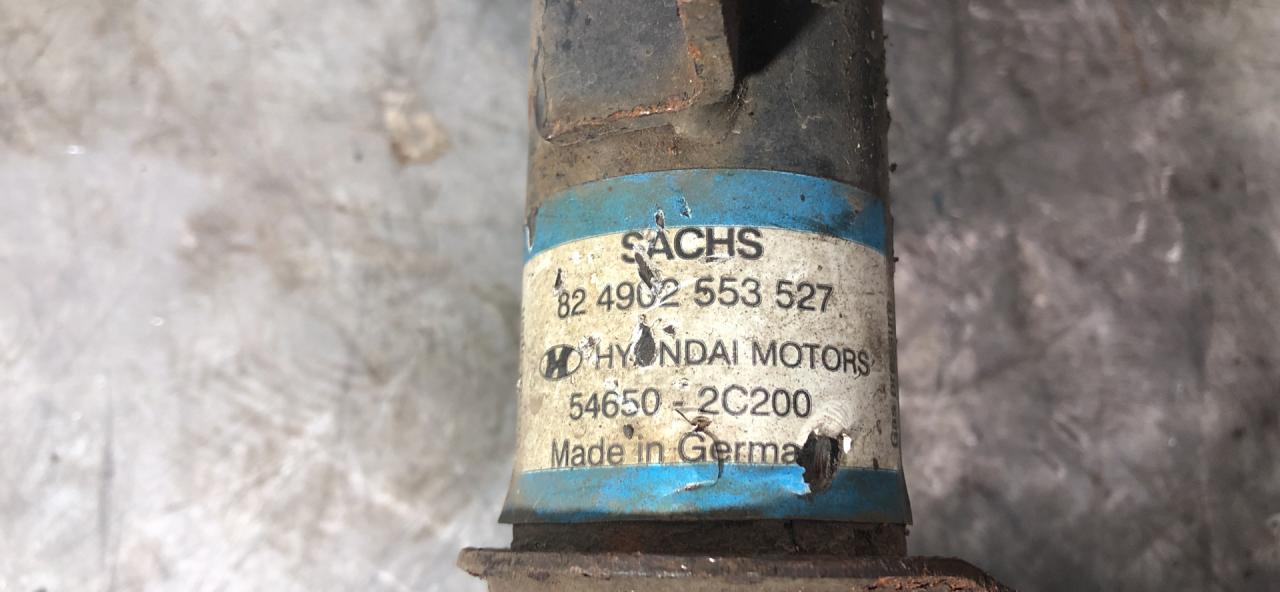 SACHS
82 4902 553 527
HYUNDAI MOTORS
54650 - 2C200
Made in Germa